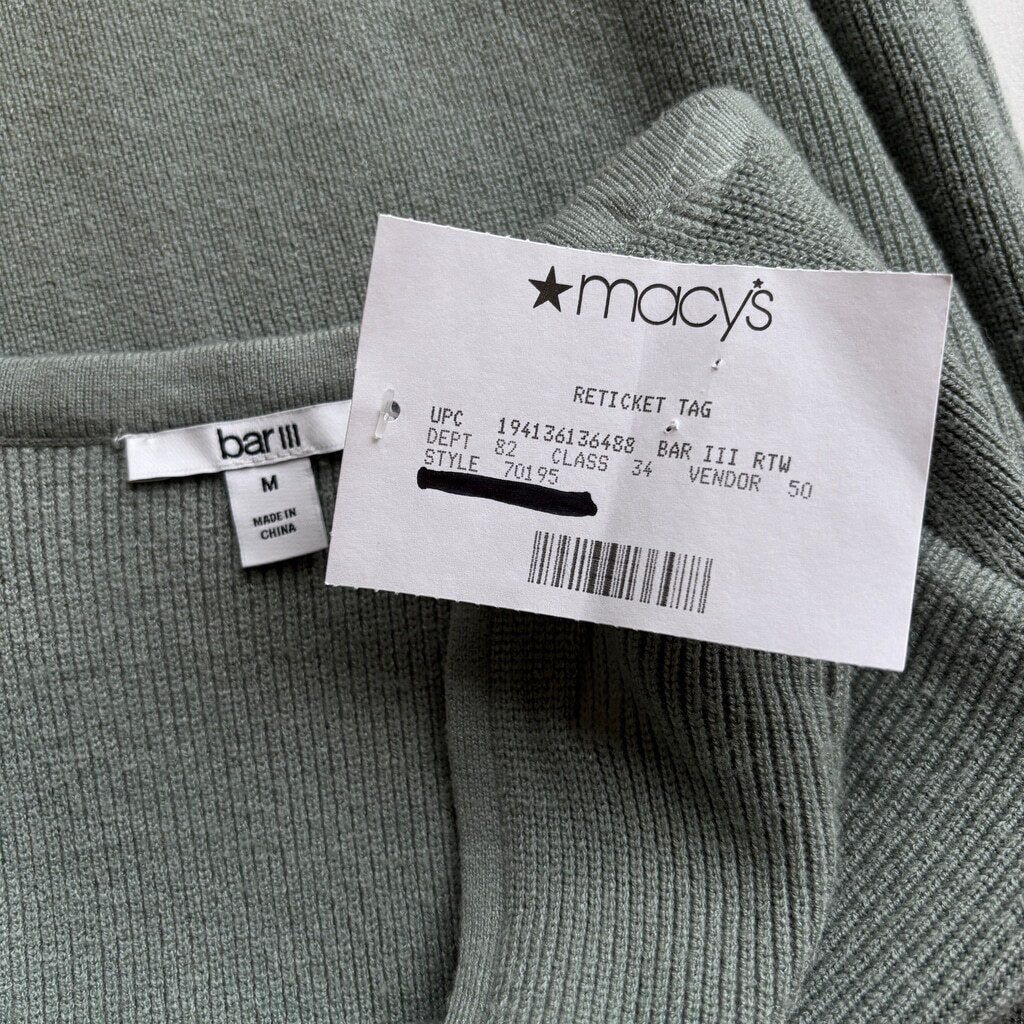 ★macy's
RETICKET TAG
UPC 194136136488 BAR III RTW
DEPT 82 CLASS 34 VENDOR 50
STYLE 70195
bar III
M
MADE IN
CHINA